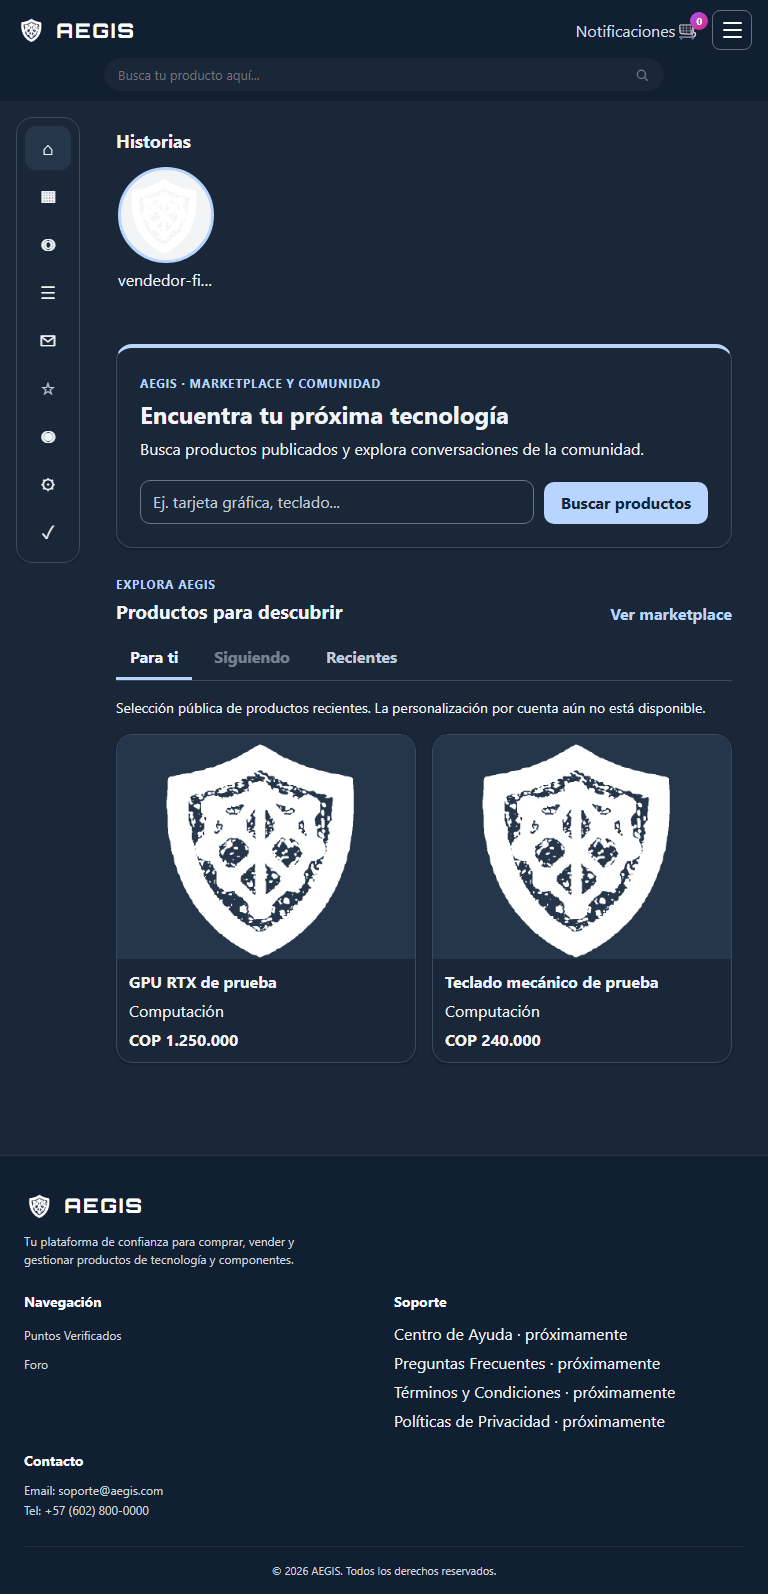 AEGIS
Notificaciones
0
Busca tu producto aquí...
Historias
vendedor-fi...
AEGIS · MARKETPLACE Y COMUNIDAD
Encuentra tu próxima tecnología
Busca productos publicados y explora conversaciones de la comunidad.
Ej. tarjeta gráfica, teclado...
Buscar productos
EXPLORA AEGIS
Productos para descubrir
Ver marketplace
Para ti
Siguiendo
Recientes
Selección pública de productos recientes. La personalización por cuenta aún no está disponible.
GPU RTX de prueba
Computación
COP 1.250.000
Teclado mecánico de prueba
Computación
COP 240.000
AEGIS
Tu plataforma de confianza para comprar, vender y
gestionar productos de tecnología y componentes.
Navegación
Puntos Verificados
Foro
Soporte
Centro de Ayuda · próximamente
Preguntas Frecuentes · próximamente
Términos y Condiciones · próximamente
Políticas de Privacidad · próximamente
Contacto
Email: soporte@aegis.com
Tel: +57 (602) 800-0000
© 2026 AEGIS. Todos los derechos reservados.